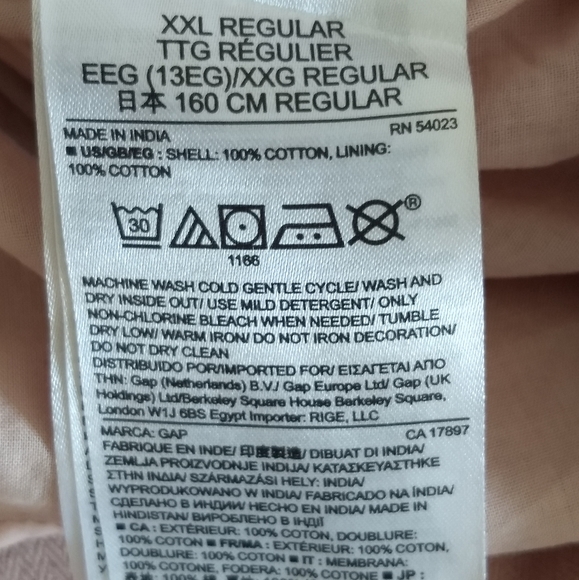 XXL REGULAR
TTG RÉGULIER
EEG (13EG)/XXG REGULAR
日本 160 CM REGULAR
MADE IN INDIA RN 54023
■ US/GB/EG : SHELL: 100% COTTON, LINING:
100% COTTON
30
®
1166
MACHINE WASH COLD GENTLE CYCLE/ WASH AND
DRY INSIDE OUT/ USE MILD DETERGENT/ ONLY
NON-CHLORINE BLEACH WHEN NEEDED/ TUMBLE
DRY LOW/ WARM IRON/ DO NOT IRON DECORATION/
DO NOT DRY CLEAN
DISTRIBUIDO POR/IMPORTED FOR/ ΕΙΣΑΓΕΤΑΙ ΑΠΟ
ΤΗΝ: Gap (Netherlands) B.V./ Gap Europe Ltd/ Gap (UK
Holdings) Ltd/Berkeley Square House Berkeley Square,
London W1J 6BS Egypt Importer: RIGE, LLC
MARCA: GAP CA 17897
FABRIQUE EN INDE/ 印度製造/ DIBUAT DI INDIA/
ZEMLJA PROIZVODNJE INDIJA/ ΚΑΤΑΣΚΕΥΑΣΤΗΚΕ
ΣΤΗΝ ΙΝΔΙΑ/ SZÁRMAZÁSI HELY: INDIA/
WYPRODUKOWANO W INDIA/ FABRICADO NA ÍNDIA/
СДЕЛАНО В ИНДИИ/ HECHO EN INDIA/ MADE IN
HINDISTAN/ ВИРОБЛЕНО В ІНДІЇ
■ CA : EXTÉRIEUR: 100% COTON, DOUBLURE:
100% COTON ■ FR/MA : EXTÉRIEUR: 100% COTON,
DOUBLURE: 100% COTON ■ IT : MEMBRANA:
100% COTONE, FODERA: 100% COTONE ■ JP :